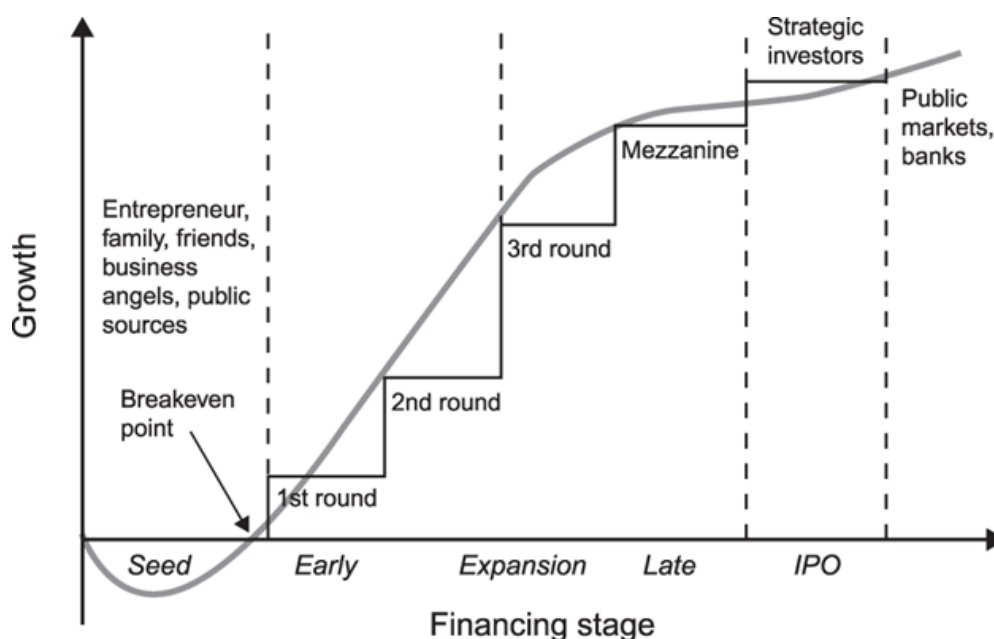 Strategic
investors
Public
markets,
banks
Mezzanine
Entrepreneur,
family, friends,
business
angels, public
sources
3rd round
Growth
Breakeven
point
2nd round
1st round
Seed
Early
Expansion
Late
IPO
Financing stage